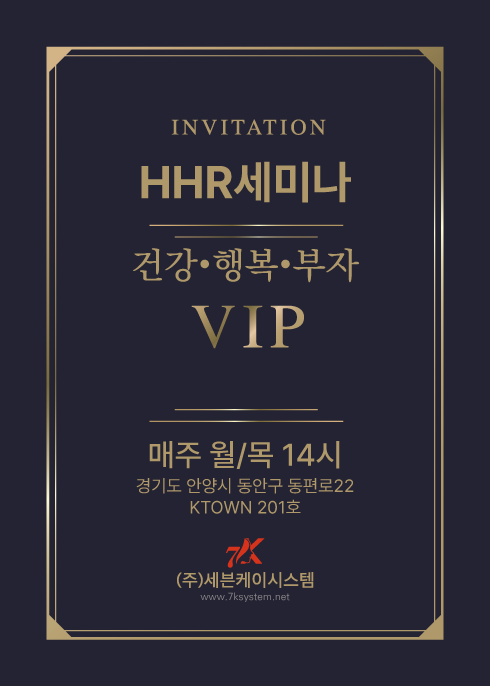 INVITATION
HHR세미나
건강•행복•부자
VIP
매주 월/목 14시
경기도 안양시 동안구 동편로22
KTOWN 201호
7K
(주)세븐케이시스템
www.7ksystem.net